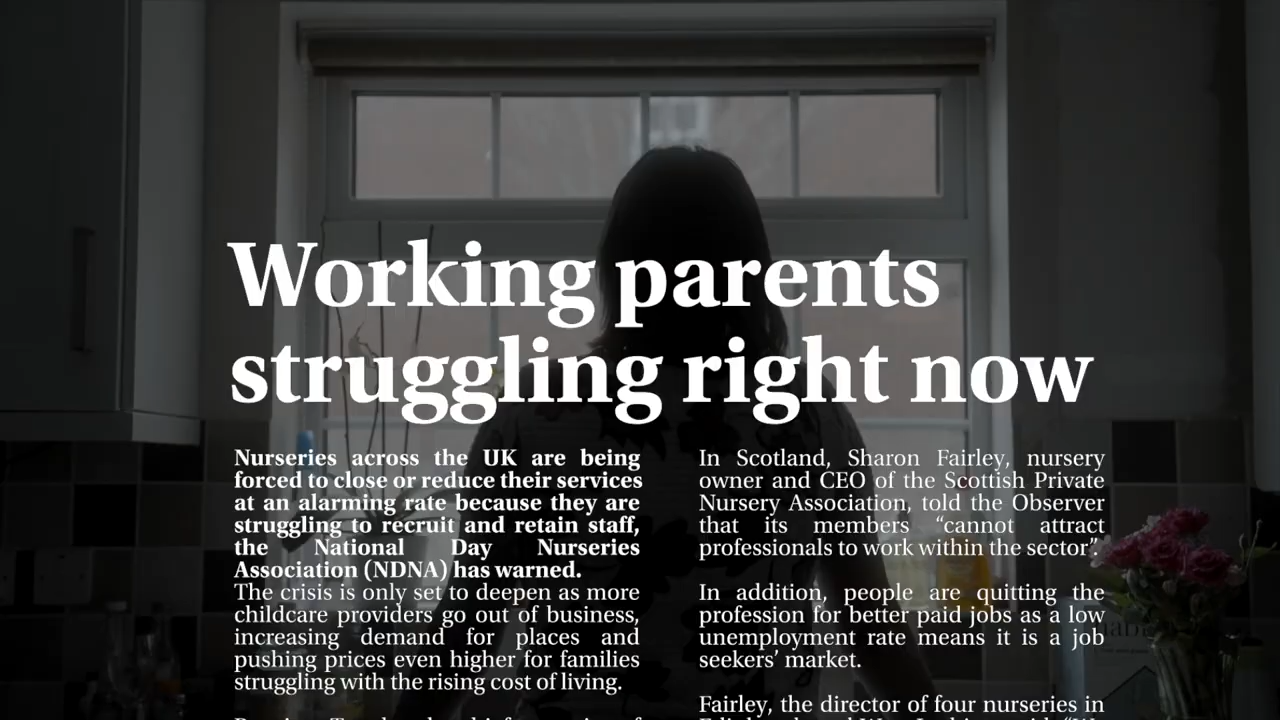 Working parents
struggling right now
Nurseries across the UK are being
forced to close or reduce their services
at an alarming rate because they are
struggling to recruit and retain staff,
the National Day Nurseries
Association (NDNA) has warned.
The crisis is only set to deepen as more
childcare providers go out of business,
increasing demand for places and
pushing prices even higher for families
struggling with the rising cost of living.
In Scotland, Sharon Fairley, nursery
owner and CEO of the Scottish Private
Nursery Association, told the Observer
that its members “cannot attract
professionals to work within the sector”.
In addition, people are quitting the
profession for better paid jobs as a low
unemployment rate means it is a job
seekers’ market.
Fairley, the director of four nurseries in